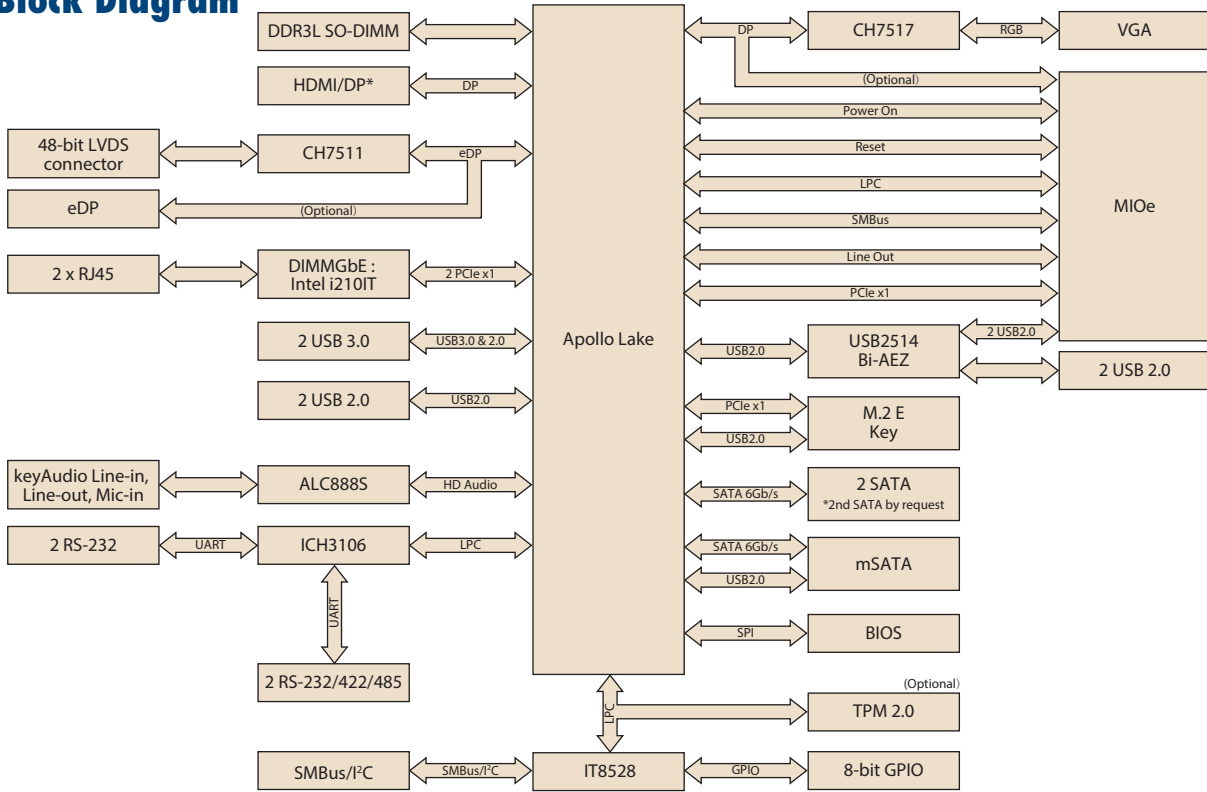 Block Diagram
DDR3L SO-DIMM
DP
CH7517
RGB
VGA
HDMI/DP*
DP
(Optional)
Power On
48-bit LVDS
connector
CH7511
eDP
Reset
LPC
eDP
(Optional)
MIOe
SMBus
Line Out
2 x RJ45
DIMMGbE :
Intel i210IT
2 PCIe x1
PCIe x1
Apollo Lake
2 USB 3.0
USB3.0 & 2.0
USB2.0
USB2514
Bi-AEZ
2 USB2.0
2 USB 2.0
2 USB 2.0
USB2.0
PCIe x1
USB2.0
M.2 E
Key
keyAudio Line-in,
Line-out, Mic-in
ALC888S
HD Audio
SATA 6Gb/s
2 SATA
*2nd SATA by request
2 RS-232
UART
ICH3106
LPC
SATA 6Gb/s
USB2.0
mSATA
UART
SPI
BIOS
2 RS-232/422/485
(Optional)
LPC
TPM 2.0
SMBus/I²C
SMBus/I²C
IT8528
GPIO
8-bit GPIO